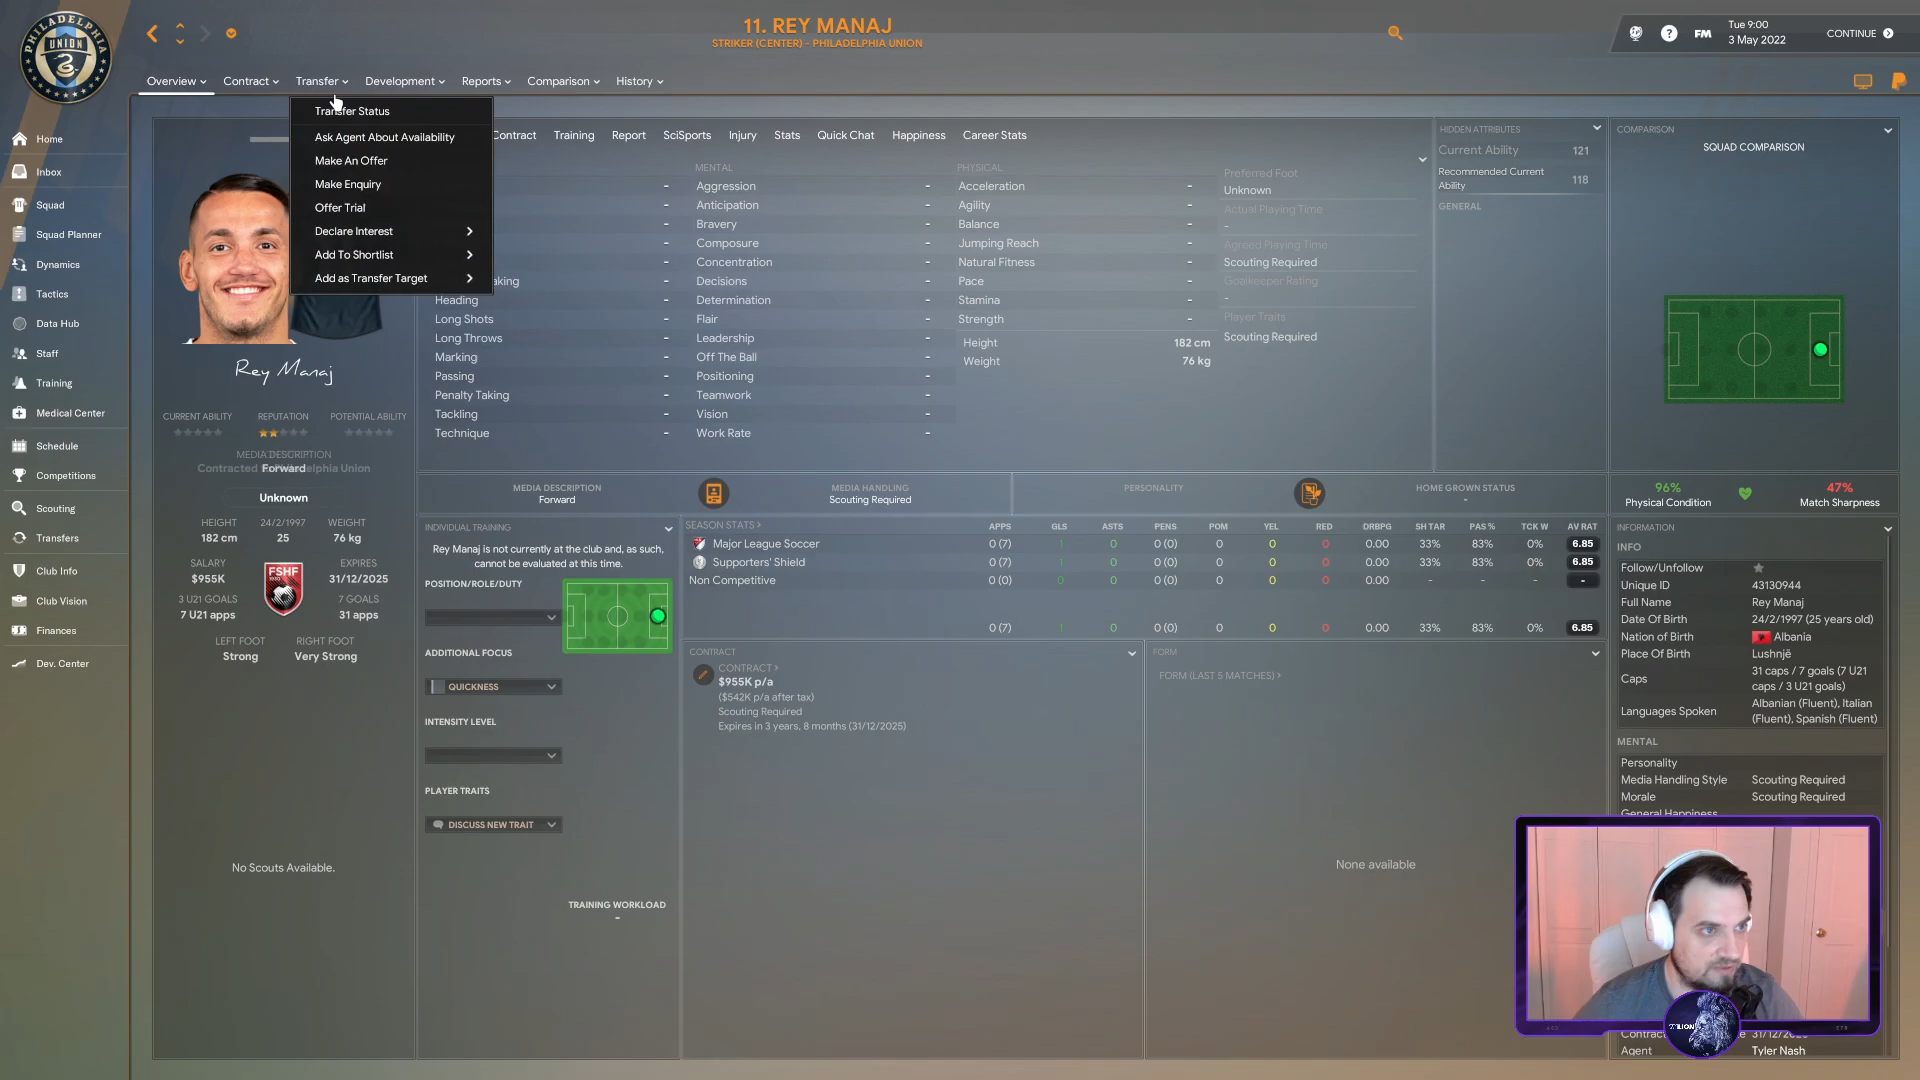 PHILADELPHIA
UNION
11. REY MANAJ
STRIKER (CENTER) - PHILADELPHIA UNION
FM
Tue 9:00
3 May 2022
CONTINUE
Overview
Contract
Transfer
Development
Reports
Comparison
History
Home
Inbox
Squad
Squad Planner
Dynamics
Tactics
Data Hub
Staff
Training
Medical Center
Schedule
Competitions
Scouting
Transfers
Club Info
Club Vision
Finances
Dev. Center
Transfer Status
Ask Agent About Availability
Make An Offer
Make Enquiry
Offer Trial
Declare Interest
Add To Shortlist
Add as Transfer Target
Contract
Training
Report
SciSports
Injury
Stats
Quick Chat
Happiness
Career Stats
Rey Manaj
CURRENT ABILITY
REPUTATION
POTENTIAL ABILITY
MEDIA DESCRIPTION
Forward
Unknown
HEIGHT
182 cm
24/2/1997
25
WEIGHT
76 kg
SALARY
$955K
FSHF
EXPIRES
31/12/2025
3 U21 GOALS
7 U21 apps
7 GOALS
31 apps
LEFT FOOT
Strong
RIGHT FOOT
Very Strong
No Scouts Available.
Heading -
Long Shots -
Long Throws -
Marking -
Passing -
Penalty Taking -
Tackling -
Technique -
MENTAL
Aggression -
Anticipation -
Bravery -
Composure -
Concentration -
Decisions -
Determination -
Flair -
Leadership -
Off The Ball -
Positioning -
Teamwork -
Vision -
Work Rate -
PHYSICAL
Acceleration -
Agility -
Balance -
Jumping Reach -
Natural Fitness -
Pace -
Stamina -
Strength -
Height 182 cm
Weight 76 kg
Preferred Foot
Unknown
Actual Playing Time
-
Agreed Playing Time
Scouting Required
Goalkeeper Rating
-
Player Traits
Scouting Required
HIDDEN ATTRIBUTES
Current Ability 121
Recommended Current
Ability 118
GENERAL
COMPARISON
SQUAD COMPARISON
MEDIA DESCRIPTION
Forward
MEDIA HANDLING
Scouting Required
PERSONALITY
HOME GROWN STATUS
-
96%
Physical Condition
47%
Match Sharpness
INDIVIDUAL TRAINING
Rey Manaj is not currently at the club and, as such,
cannot be evaluated at this time.
POSITION/ROLE/DUTY
ADDITIONAL FOCUS
QUICKNESS
INTENSITY LEVEL
PLAYER TRAITS
DISCUSS NEW TRAIT
TRAINING WORKLOAD
-
SEASON STATS > APPS GLS ASTS PENS POM YEL RED DRBPG SH TAR PAS % TCK W AV RAT
Major League Soccer 0 (7) 1 0 0 (0) 0 0 0 0.00 33% 83% 0% 6.85
Supporters' Shield 0 (7) 1 0 0 (0) 0 0 0 0.00 33% 83% 0% 6.85
Non Competitive 0 (0) 0 0 0 (0) 0 0 0 0.00 - - - -
0 (7) 1 0 0 (0) 0 0 0 0.00 33% 83% 0% 6.85
CONTRACT
CONTRACT >
$955K p/a
($542K p/a after tax)
Scouting Required
Expires in 3 years, 8 months (31/12/2025)
FORM
FORM (LAST 5 MATCHES) >
None available
INFORMATION
INFO
Follow/Unfollow
Unique ID 43130944
Full Name Rey Manaj
Date Of Birth 24/2/1997 (25 years old)
Nation of Birth Albania
Place Of Birth Lushnjë
Caps 31 caps / 7 goals (7 U21
caps / 3 U21 goals)
Languages Spoken Albanian (Fluent), Italian
(Fluent), Spanish (Fluent)
MENTAL
Personality
Media Handling Style Scouting Required
Morale Scouting Required
General Happiness
Agent Tyler Nash